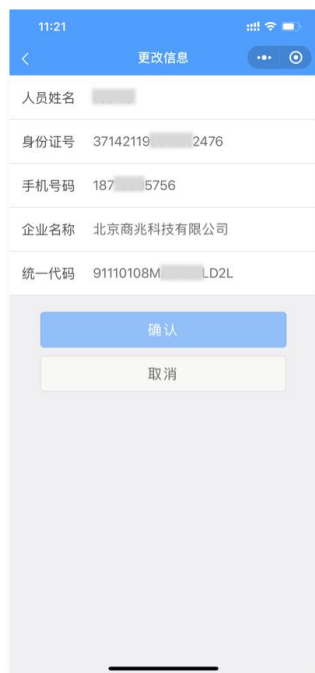 11:21
更改信息
人员姓名
身份证号 37142119 2476
手机号码 187 5756
企业名称 北京商兆科技有限公司
统一代码 91110108M LD2L
确认
取消